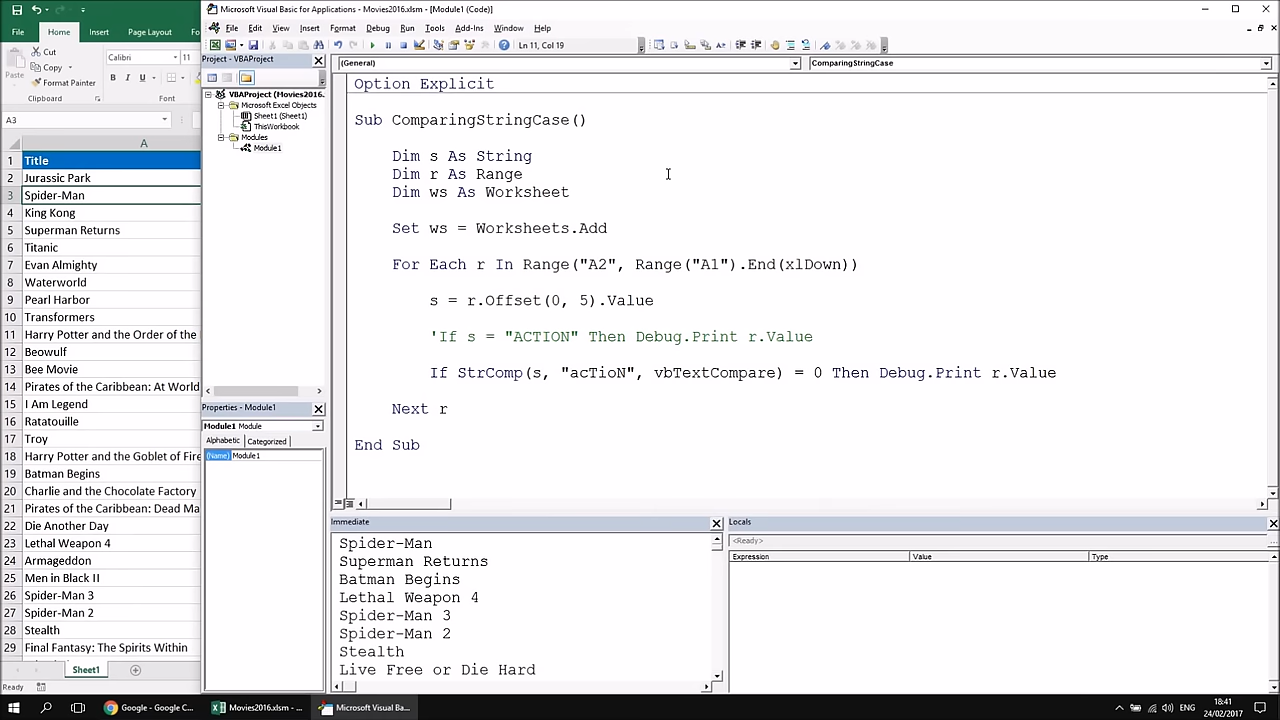 Microsoft Visual Basic for Applications - Movies2016.xlsm - [Module1 (Code)]
File Home Insert Page Layout Fo
File Edit View Insert Format Debug Run Tools Add-Ins Window Help
Cut
Copy
Format Painter
Paste
Clipboard
Calibri 11
B I U
Font
Ln 11, Col 19
Project - VBAProject
VBAProject (Movies2016.
Microsoft Excel Objects
Sheet1 (Sheet1)
ThisWorkbook
Modules
Module1
(General)
ComparingStringCase
Option Explicit
Sub ComparingStringCase()
Dim s As String
Dim r As Range
Dim ws As Worksheet
Set ws = Worksheets.Add
For Each r In Range("A2", Range("A1").End(xlDown))
s = r.Offset(0, 5).Value
'If s = "ACTION" Then Debug.Print r.Value
If StrComp(s, "acTioN", vbTextCompare) = 0 Then Debug.Print r.Value
Next r
End Sub
A3
A
1 Title
2 Jurassic Park
3 Spider-Man
4 King Kong
5 Superman Returns
6 Titanic
7 Evan Almighty
8 Waterworld
9 Pearl Harbor
10 Transformers
11 Harry Potter and the Order of the
12 Beowulf
13 Bee Movie
14 Pirates of the Caribbean: At World
15 I Am Legend
16 Ratatouille
17 Troy
18 Harry Potter and the Goblet of Fire
19 Batman Begins
20 Charlie and the Chocolate Factory
21 Pirates of the Caribbean: Dead Ma
22 Die Another Day
23 Lethal Weapon 4
24 Armageddon
25 Men in Black II
26 Spider-Man 3
27 Spider-Man 2
28 Stealth
29 Final Fantasy: The Spirits Within
Sheet1
Ready
Properties - Module1
Module1 Module
Alphabetic Categorized
(Name) Module1
Immediate
Spider-Man
Superman Returns
Batman Begins
Lethal Weapon 4
Spider-Man 3
Spider-Man 2
Stealth
Live Free or Die Hard
Locals
<Ready>
Expression Value Type
Google - Google C...
Movies2016.xlsm - ...
Microsoft Visual Ba...
ENG
18:41
24/02/2017